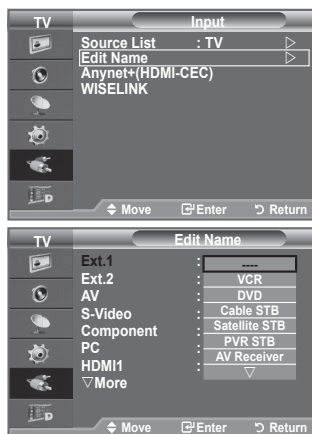 TV Input
Source List : TV ▷
Edit Name ▷
Anynet+(HDMI-CEC)
WISELINK
Move Enter Return
TV Edit Name
Ext.1 : ----
Ext.2 : VCR
AV : DVD
S-Video : Cable STB
Component : Satellite STB
PC : PVR STB
HDMI1 : AV Receiver
▽More ▽
Move Enter Return